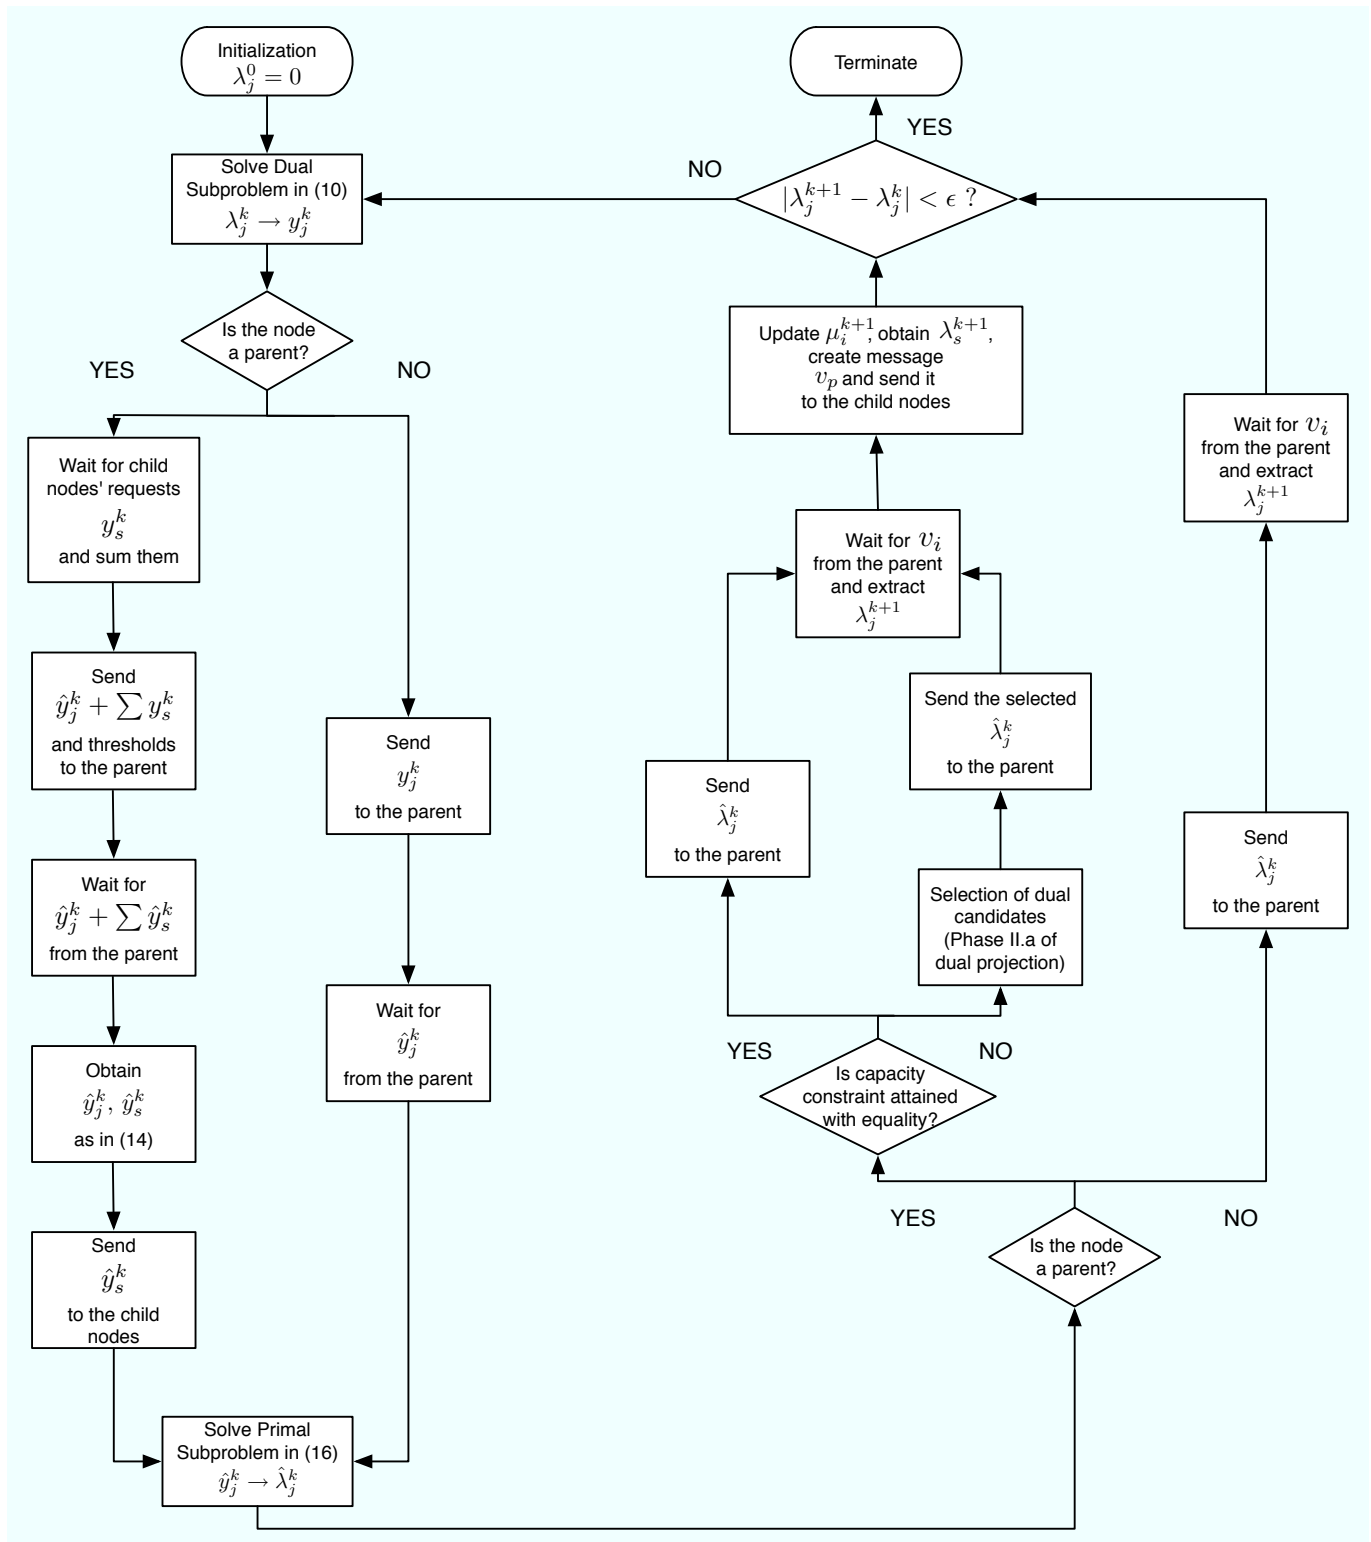 Initialization
λ_j^0 = 0
Solve Dual
Subproblem in (10)
λ_j^k → y_j^k
Is the node
a parent?
YES
NO
Wait for child
nodes' requests
y_s^k
and sum them
Send
ŷ_j^k + ∑ y_s^k
and thresholds
to the parent
Wait for
ŷ_j^k + ∑ ŷ_s^k
from the parent
Obtain
ŷ_j^k, ŷ_s^k
as in (14)
Send
ŷ_s^k
to the child
nodes
Send
y_j^k
to the parent
Wait for
ŷ_j^k
from the parent
Solve Primal
Subproblem in (16)
ŷ_j^k → λ̂_j^k
Is the node
a parent?
YES
NO
Is capacity
constraint attained
with equality?
YES
NO
Send
λ̂_j^k
to the parent
Selection of dual
candidates
(Phase II.a of
dual projection)
Send the selected
λ̂_j^k
to the parent
Wait for v_i
from the parent
and extract
λ_j^{k+1}
Update μ_i^{k+1}, obtain λ_s^{k+1},
create message
v_p and send it
to the child nodes
Send
λ̂_j^k
to the parent
Wait for v_i
from the parent
and extract
λ_j^{k+1}
|λ_j^{k+1} − λ_j^k| < ϵ ?
NO
YES
Terminate